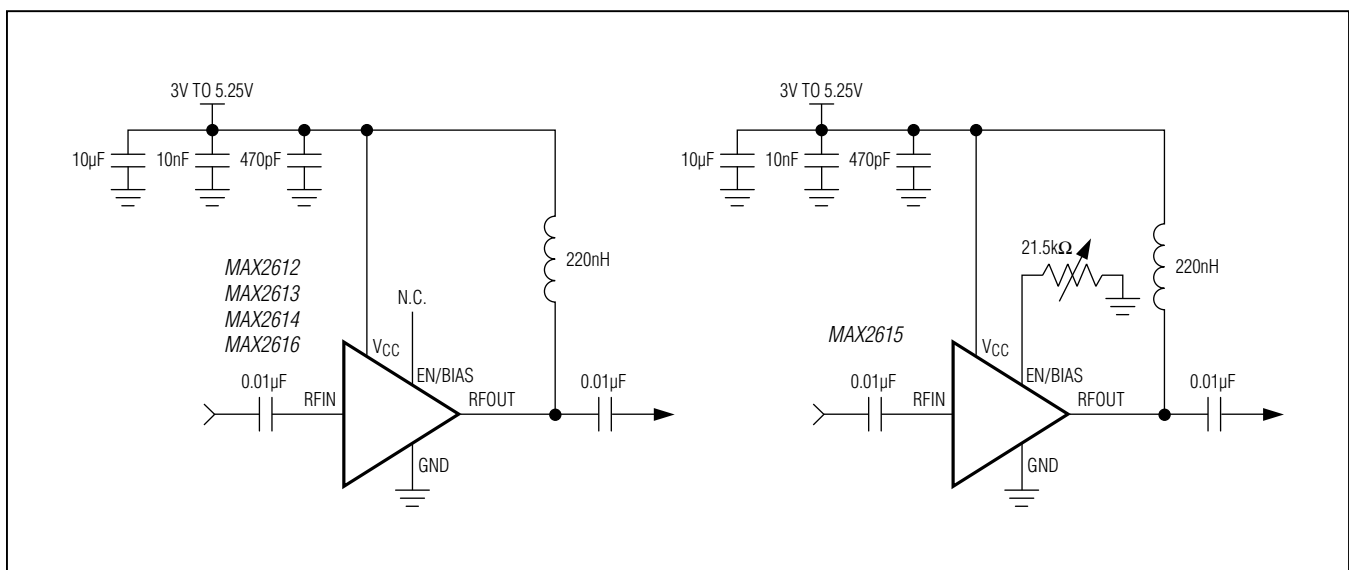 3V TO 5.25V
10µF
10nF
470pF
220nH
MAX2612
MAX2613
MAX2614
MAX2616
N.C.
VCC
EN/BIAS
0.01µF
RFIN
RFOUT
0.01µF
GND
3V TO 5.25V
10µF
10nF
470pF
21.5kΩ
220nH
MAX2615
VCC
EN/BIAS
0.01µF
RFIN
RFOUT
0.01µF
GND